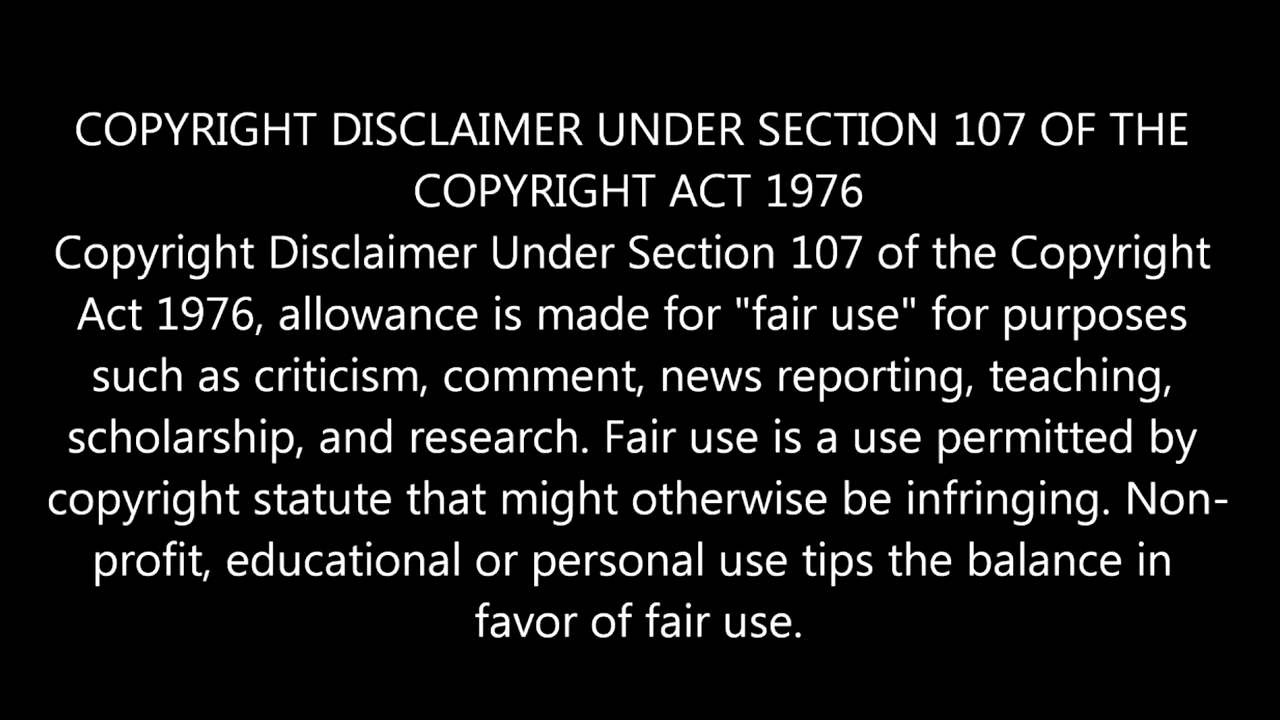 COPYRIGHT DISCLAIMER UNDER SECTION 107 OF THE
COPYRIGHT ACT 1976
Copyright Disclaimer Under Section 107 of the Copyright
Act 1976, allowance is made for "fair use" for purposes
such as criticism, comment, news reporting, teaching,
scholarship, and research. Fair use is a use permitted by
copyright statute that might otherwise be infringing. Non-
profit, educational or personal use tips the balance in
favor of fair use.